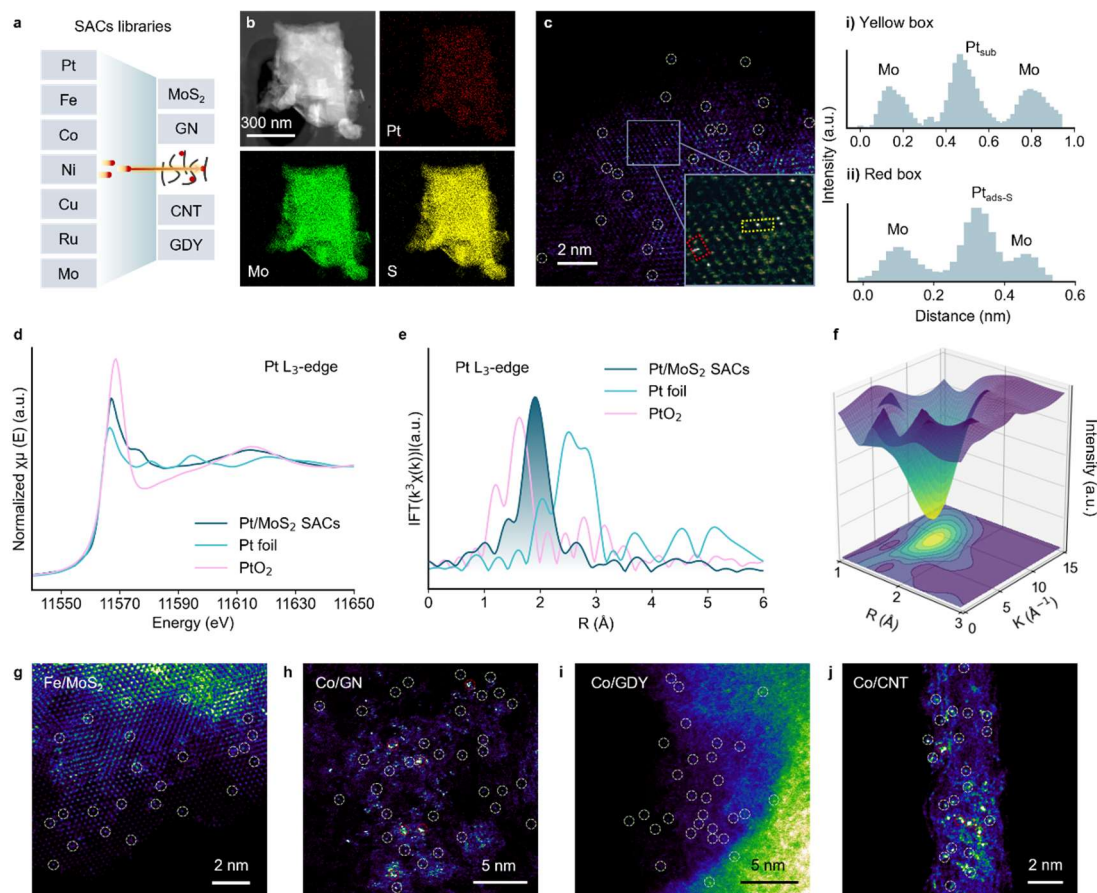 a
SACs libraries
Pt
Fe
Co
Ni
Cu
Ru
Mo
MoS₂
GN
CNT
GDY
b
300 nm
Pt
Mo
S
c
2 nm
i) Yellow box
Mo
Pt_sub
Mo
0.0 0.2 0.4 0.6 0.8 1.0
Intensity (a.u.)
ii) Red box
Mo
Pt_ads-S
Mo
0.0 0.2 0.4 0.6
Distance (nm)
d
Pt L₃-edge
Normalized χμ (E) (a.u.)
Pt/MoS₂ SACs
Pt foil
PtO₂
11550 11570 11590 11610 11630 11650
Energy (eV)
e
Pt L₃-edge
Pt/MoS₂ SACs
Pt foil
PtO₂
IFT(k³χ(k))I(a.u.)
0 1 2 3 4 5 6
R (Å)
f
Intensity (a.u.)
1 2 3
R (Å)
0 5 10 15
K (Å⁻¹)
g
Fe/MoS₂
2 nm
h
Co/GN
5 nm
i
Co/GDY
5 nm
j
Co/CNT
2 nm